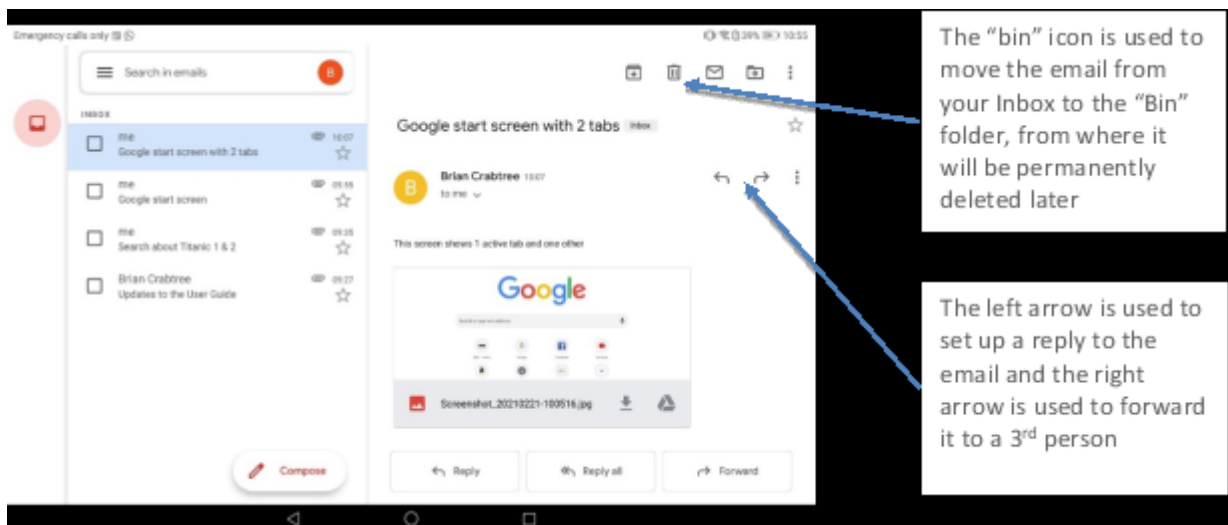 Emergency calls only
39% 10:55
Search in emails
B
INBOX
me 10:07
Google start screen with 2 tabs
me 09:55
Google start screen
me 09:35
Search about Titanic 1 & 2
Brian Crabtree 09:27
Updates to the User Guide
Compose
Google start screen with 2 tabs Inbox
B
Brian Crabtree 10:07
to me
This screen shows 1 active tab and one other
Google
Screenshot_20210221-100516.jpg
Reply
Reply all
Forward
The “bin” icon is used to
move the email from
your Inbox to the “Bin”
folder, from where it
will be permanently
deleted later
The left arrow is used to
set up a reply to the
email and the right
arrow is used to forward
it to a 3rd person